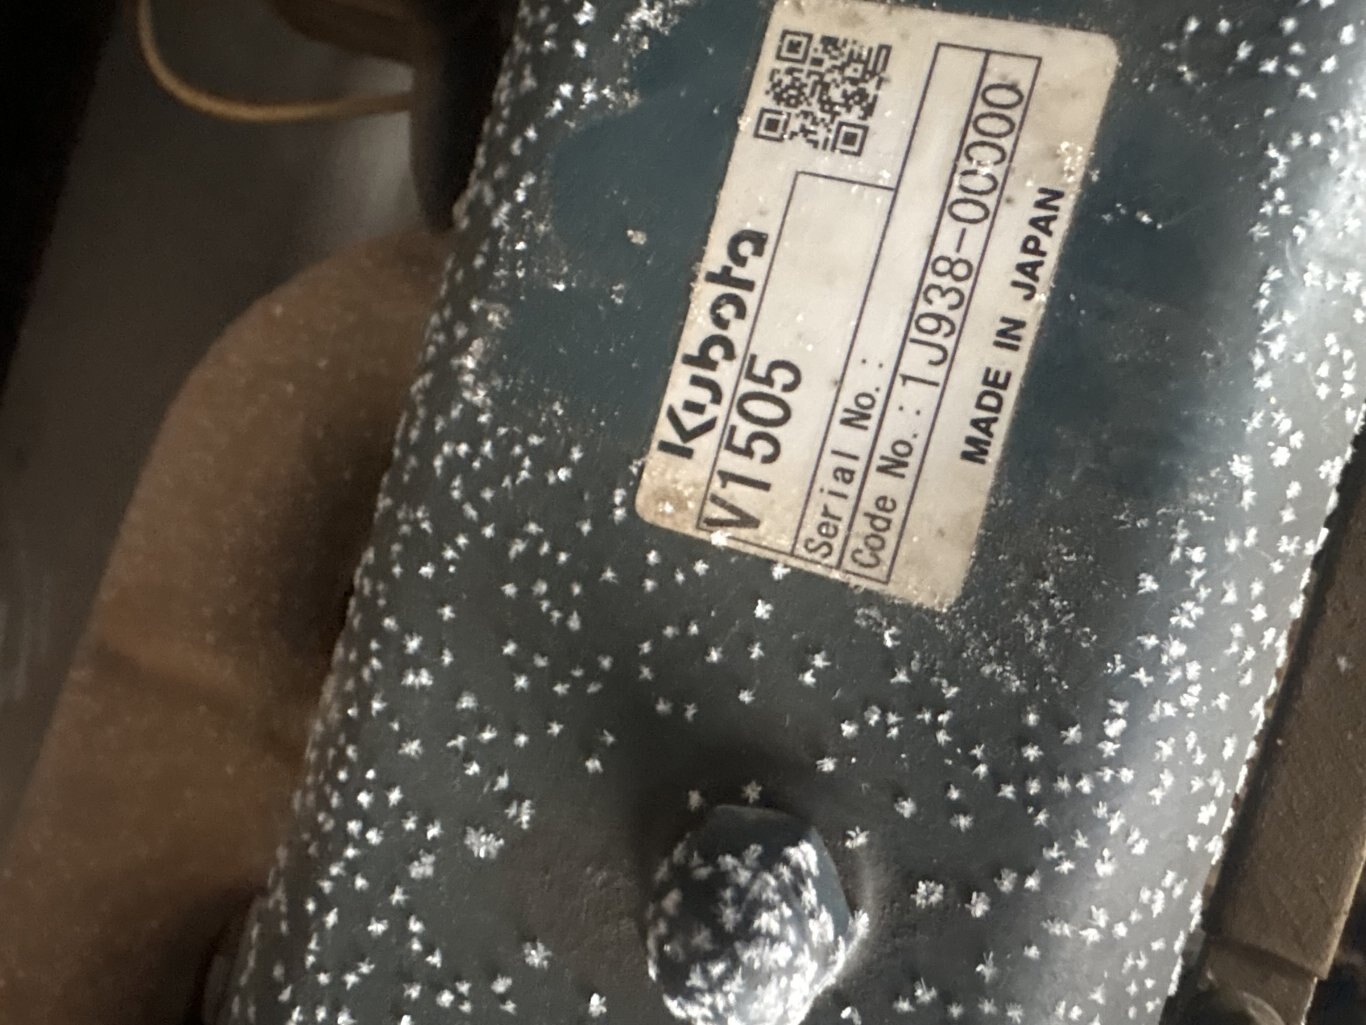 Kubota
V1505
Serial No.:
Code No.: 1J938-00000
MADE IN JAPAN